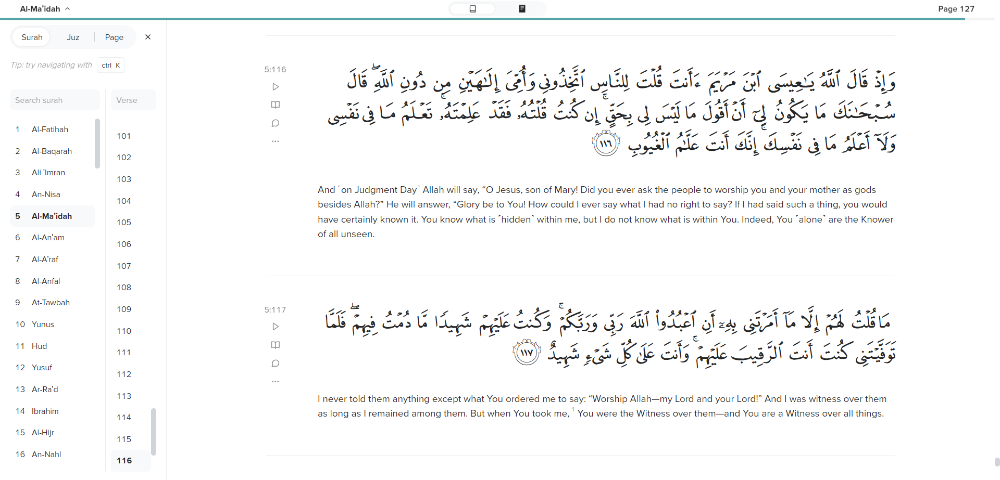 Al-Ma'idah
Page 127
Surah
Juz
Page
Tip: try navigating with ctrl K
Search surah
Verse
1 Al-Fatihah
2 Al-Baqarah
3 Ali 'Imran
4 An-Nisa
5 Al-Ma'idah
6 Al-An'am
7 Al-A'raf
8 Al-Anfal
9 At-Tawbah
10 Yunus
11 Hud
12 Yusuf
13 Ar-Ra'd
14 Ibrahim
15 Al-Hijr
16 An-Nahl
101
102
103
104
105
106
107
108
109
110
111
112
113
114
115
116
5:116
وَإِذْ قَالَ ٱللَّهُ يَـٰعِيسَى ٱبْنَ مَرْيَمَ ءَأَنتَ قُلْتَ لِلنَّاسِ ٱتَّخِذُونِى وَأُمِّىَ إِلَـٰهَيْنِ مِن دُونِ ٱللَّهِ ۖ قَالَ
سُبْحَـٰنَكَ مَا يَكُونُ لِىٓ أَنْ أَقُولَ مَا لَيْسَ لِى بِحَقٍّ ۚ إِن كُنتُ قُلْتُهُۥ فَقَدْ عَلِمْتَهُۥ ۚ تَعْلَمُ مَا فِى نَفْسِى
وَلَآ أَعْلَمُ مَا فِى نَفْسِكَ ۚ إِنَّكَ أَنتَ عَلَّـٰمُ ٱلْغُيُوبِ ١١٦
And ˹on Judgment Day˺ Allah will say, “O Jesus, son of Mary! Did you ever ask the people to worship you and your mother as gods
besides Allah?” He will answer, “Glory be to You! How could I ever say what I had no right to say? If I had said such a thing, you would
have certainly known it. You know what is ˹hidden˺ within me, but I do not know what is within You. Indeed, You ˹alone˺ are the Knower
of all unseen.
5:117
مَا قُلْتُ لَهُمْ إِلَّا مَآ أَمَرْتَنِى بِهِۦٓ أَنِ ٱعْبُدُوا۟ ٱللَّهَ رَبِّى وَرَبَّكُمْ ۚ وَكُنتُ عَلَيْهِمْ شَهِيدًا مَّا دُمْتُ فِيهِمْ ۖ فَلَمَّا
تَوَفَّيْتَنِى كُنتَ أَنتَ ٱلرَّقِيبَ عَلَيْهِمْ ۚ وَأَنتَ عَلَىٰ كُلِّ شَىْءٍ شَهِيدٌ ١١٧
I never told them anything except what You ordered me to say: “Worship Allah—my Lord and your Lord!” And I was witness over them
as long as I remained among them. But when You took me, 1 You were the Witness over them—and You are a Witness over all things.